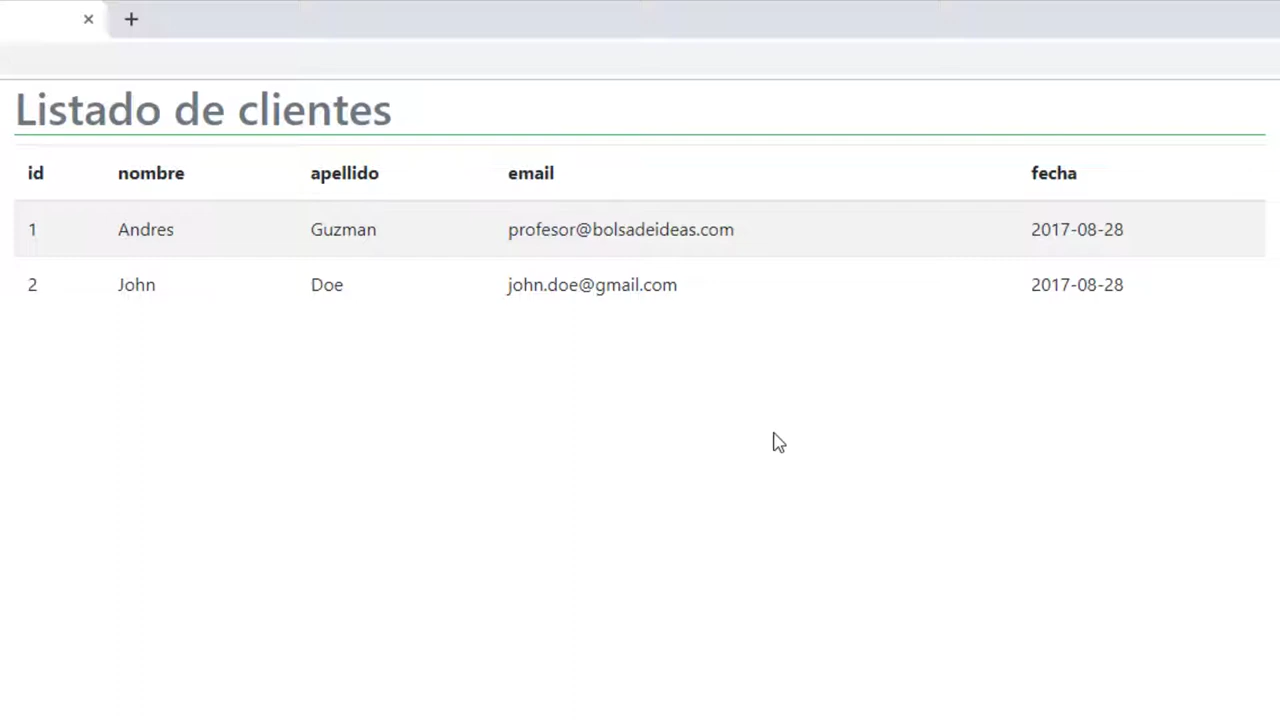 Listado de clientes
id nombre apellido email fecha
1 Andres Guzman profesor@bolsadeideas.com 2017-08-28
2 John Doe john.doe@gmail.com 2017-08-28